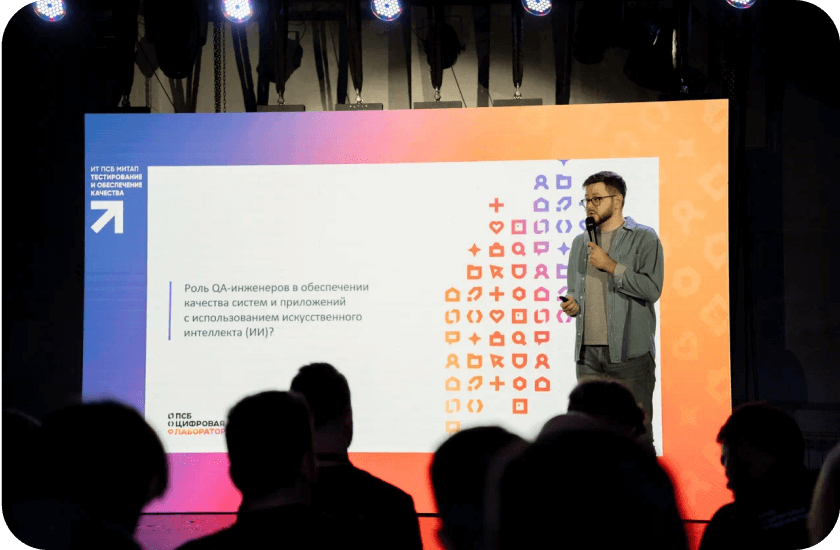 ИТ ПСБ МИТАП
ТЕСТИРОВАНИЕ
И ОБЕСПЕЧЕНИЕ
КАЧЕСТВА
Роль QA-инженеров в обеспечении
качества систем и приложений
с использованием искусственного
интеллекта (ИИ)?
ПСБ
ЦИФРОВАЯ
ЛАБОРАТОР